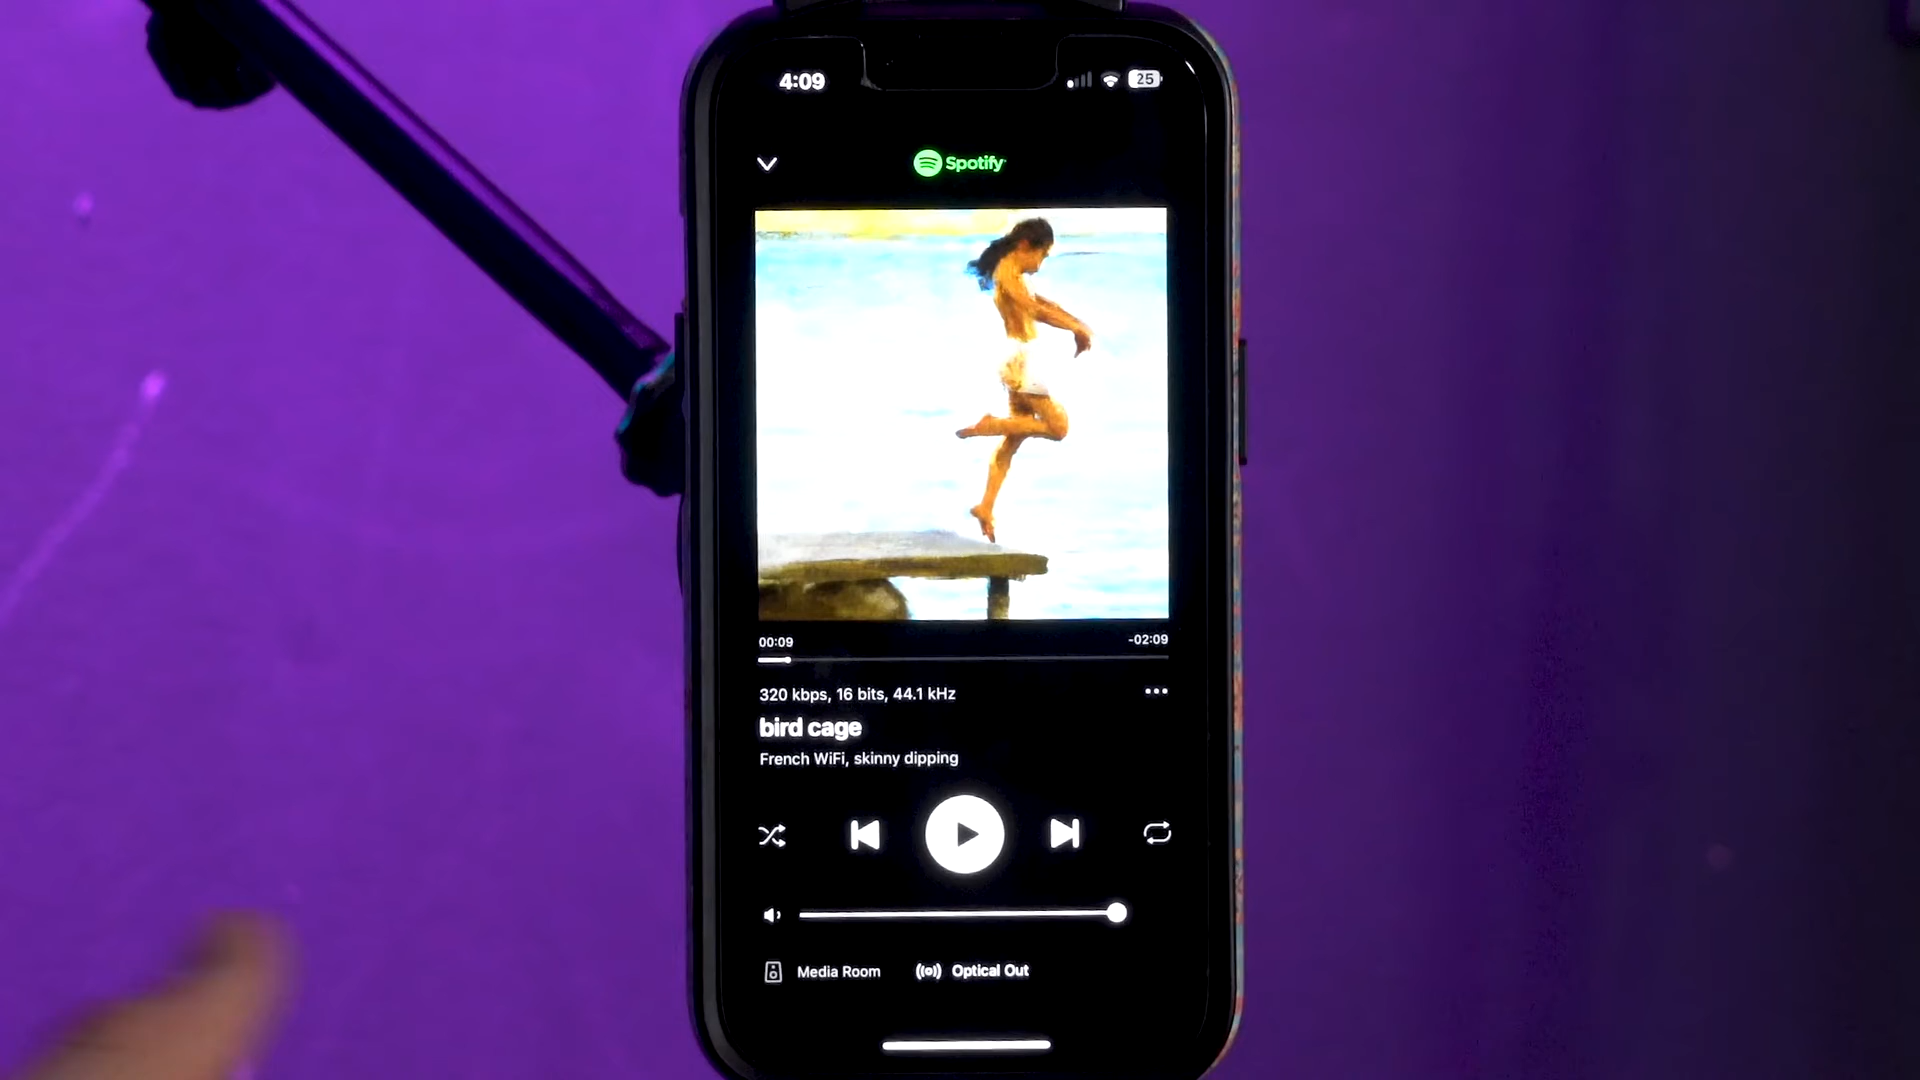 4:09
25
Spotify
00:09
-02:09
320 kbps, 16 bits, 44.1 kHz
bird cage
French WiFi, skinny dipping
Media Room
Optical Out